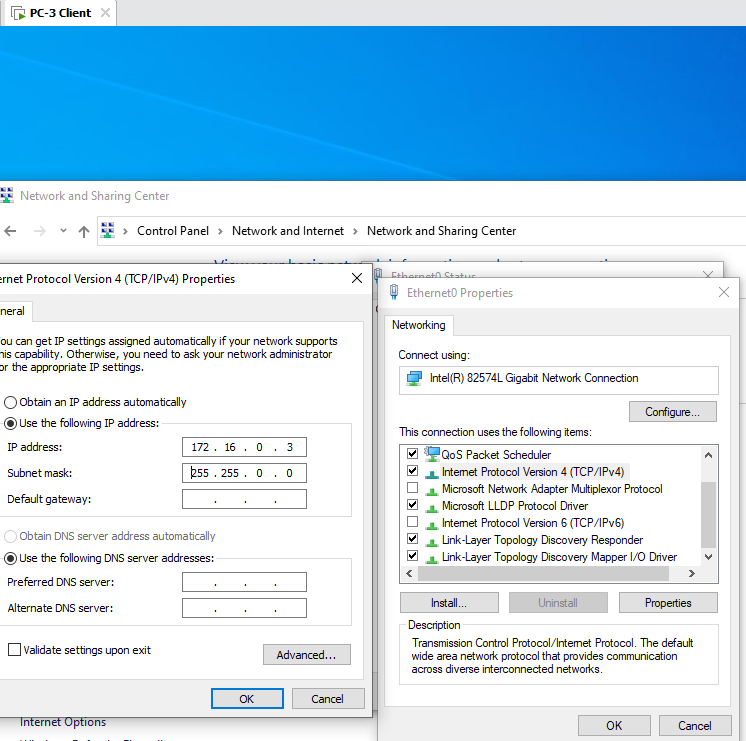 PC-3 Client
Network and Sharing Center
Control Panel > Network and Internet > Network and Sharing Center
Ethernet0 Status
ernet Protocol Version 4 (TCP/IPv4) Properties
neral
ou can get IP settings assigned automatically if your network supports
his capability. Otherwise, you need to ask your network administrator
or the appropriate IP settings.
Obtain an IP address automatically
Use the following IP address:
IP address: 172 . 16 . 0 . 3
Subnet mask: 255 . 255 . 0 . 0
Default gateway: . . .
Obtain DNS server address automatically
Use the following DNS server addresses:
Preferred DNS server: . . .
Alternate DNS server: . . .
Validate settings upon exit
Advanced...
OK Cancel
Internet Options
Ethernet0 Properties
Networking
Connect using:
Intel(R) 82574L Gigabit Network Connection
Configure...
This connection uses the following items:
QoS Packet Scheduler
Internet Protocol Version 4 (TCP/IPv4)
Microsoft Network Adapter Multiplexor Protocol
Microsoft LLDP Protocol Driver
Internet Protocol Version 6 (TCP/IPv6)
Link-Layer Topology Discovery Responder
Link-Layer Topology Discovery Mapper I/O Driver
Install... Uninstall Properties
Description
Transmission Control Protocol/Internet Protocol. The default
wide area network protocol that provides communication
across diverse interconnected networks.
OK Cancel